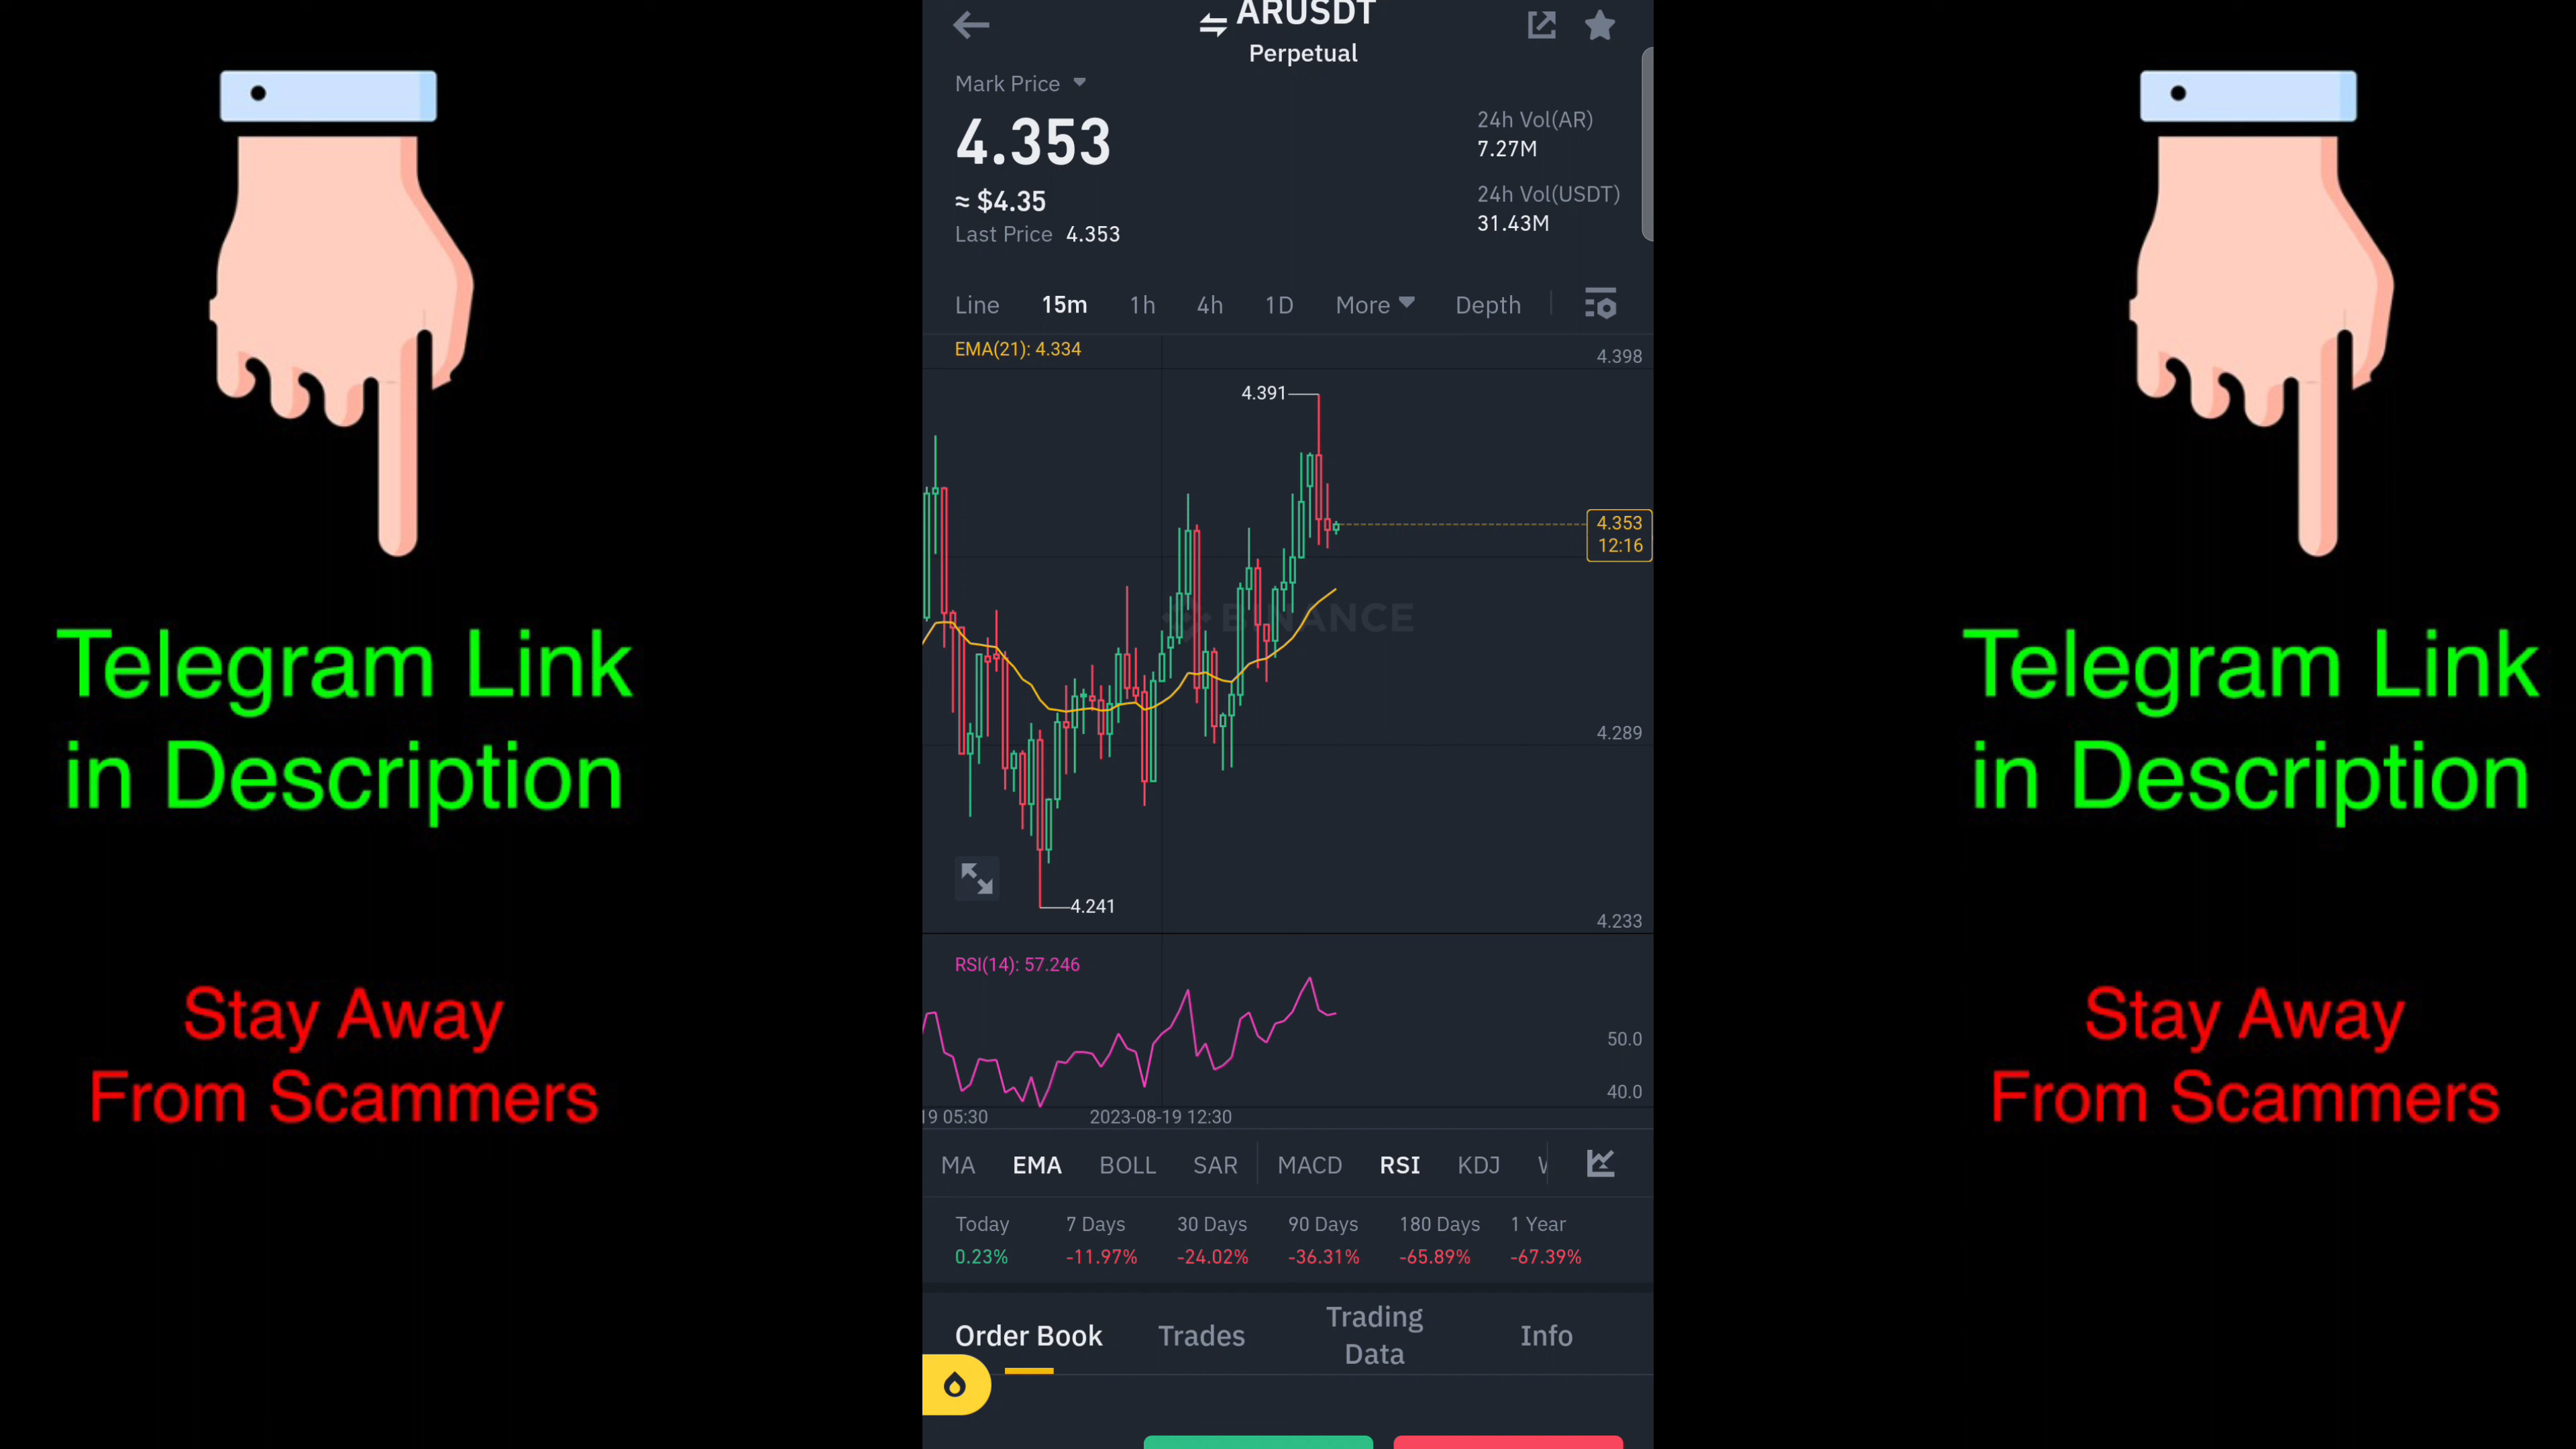 ARUSDT
Perpetual
Mark Price
4.353
≈ $4.35
Last Price 4.353
24h Vol(AR)
7.27M
24h Vol(USDT)
31.43M
Line 15m 1h 4h 1D More Depth
EMA(21): 4.334
4.398
4.391
4.353
12:16
BINANCE
4.289
4.241
4.233
RSI(14): 57.246
50.0
40.0
19 05:30 2023-08-19 12:30
MA EMA BOLL SAR MACD RSI KDJ
Today 7 Days 30 Days 90 Days 180 Days 1 Year
0.23% -11.97% -24.02% -36.31% -65.89% -67.39%
Order Book Trades Trading Data Info
Telegram Link
in Description
Stay Away
From Scammers
Telegram Link
in Description
Stay Away
From Scammers